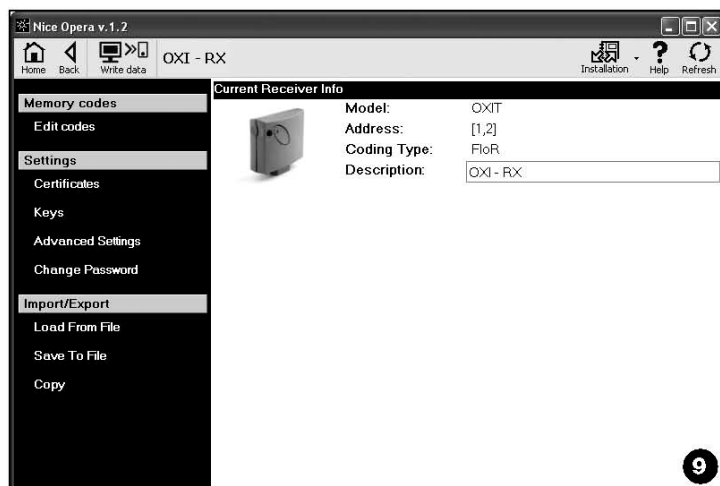 Nice Opera v.1.2
Home Back Write data OXI - RX Installation Help Refresh
Memory codes
Edit codes
Settings
Certificates
Keys
Advanced Settings
Change Password
Import/Export
Load From File
Save To File
Copy
Current Receiver Info
Model: OXIT
Address: [1,2]
Coding Type: FloR
Description: OXI - RX
9